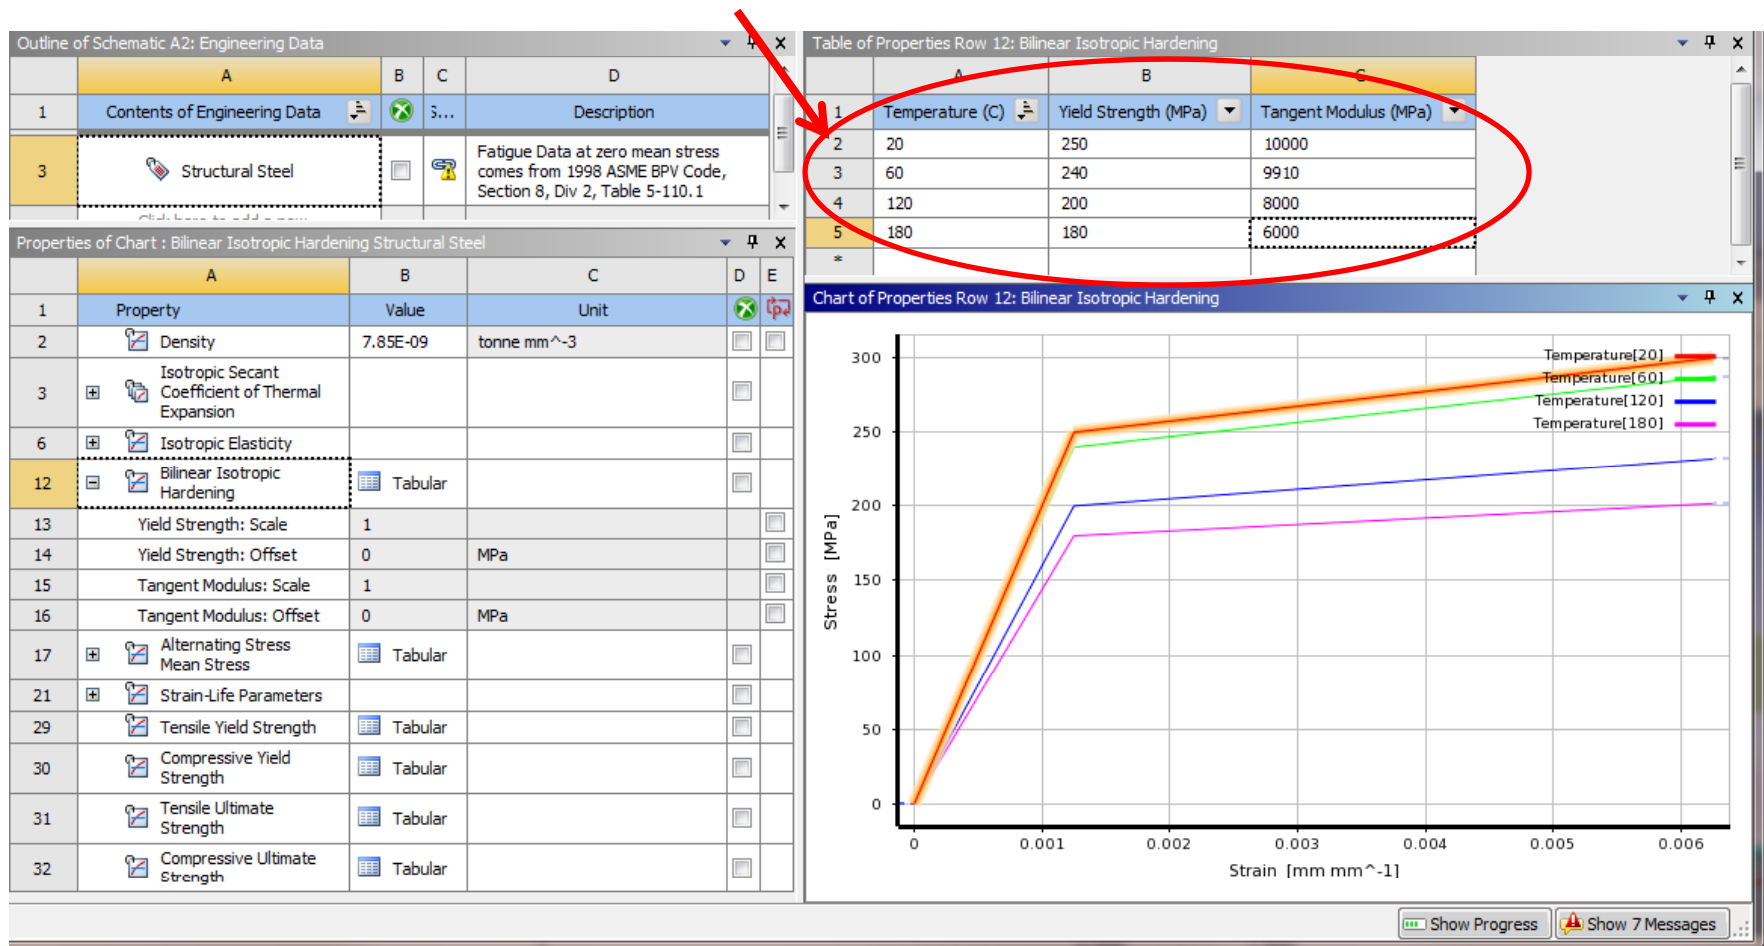 Outline of Schematic A2: Engineering Data
A B C D
1 Contents of Engineering Data S... Description
3 Structural Steel Fatigue Data at zero mean stress
comes from 1998 ASME BPV Code,
Section 8, Div 2, Table 5-110.1
Properties of Chart : Bilinear Isotropic Hardening Structural Steel
A B C D E
1 Property Value Unit
2 Density 7.85E-09 tonne mm^-3
3 Isotropic Secant
Coefficient of Thermal
Expansion
6 Isotropic Elasticity
12 Bilinear Isotropic
Hardening Tabular
13 Yield Strength: Scale 1
14 Yield Strength: Offset 0 MPa
15 Tangent Modulus: Scale 1
16 Tangent Modulus: Offset 0 MPa
17 Alternating Stress
Mean Stress Tabular
21 Strain-Life Parameters
29 Tensile Yield Strength Tabular
30 Compressive Yield
Strength Tabular
31 Tensile Ultimate
Strength Tabular
32 Compressive Ultimate
Strength Tabular
Table of Properties Row 12: Bilinear Isotropic Hardening
A B C
1 Temperature (C) Yield Strength (MPa) Tangent Modulus (MPa)
2 20 250 10000
3 60 240 9910
4 120 200 8000
5 180 180 6000
*
Chart of Properties Row 12: Bilinear Isotropic Hardening
Temperature[20]
Temperature[60]
Temperature[120]
Temperature[180]
300
250
200
150
100
50
0
Stress [MPa]
0 0.001 0.002 0.003 0.004 0.005 0.006
Strain [mm mm^-1]
Show Progress Show 7 Messages